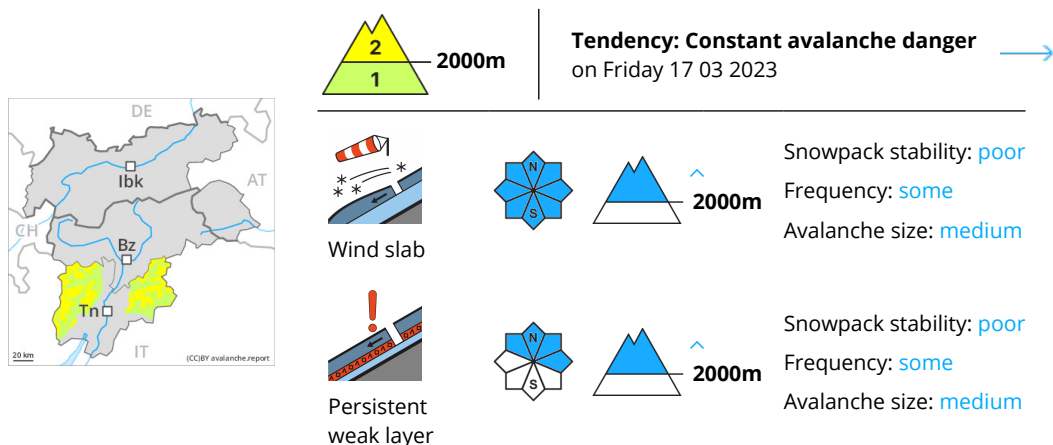 2
1
2000m
Tendency: Constant avalanche danger
on Friday 17 03 2023
DE
Ibk
AT
CH
Bz
Tn
IT
20 km
(CC)BY avalanche.report
Wind slab
N
S
2000m
Snowpack stability: poor
Frequency: some
Avalanche size: medium
Persistent
weak layer
N
S
2000m
Snowpack stability: poor
Frequency: some
Avalanche size: medium